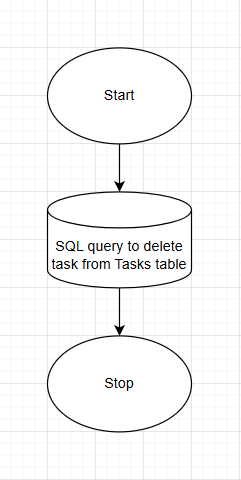 Start
SQL query to delete
task from Tasks table
Stop